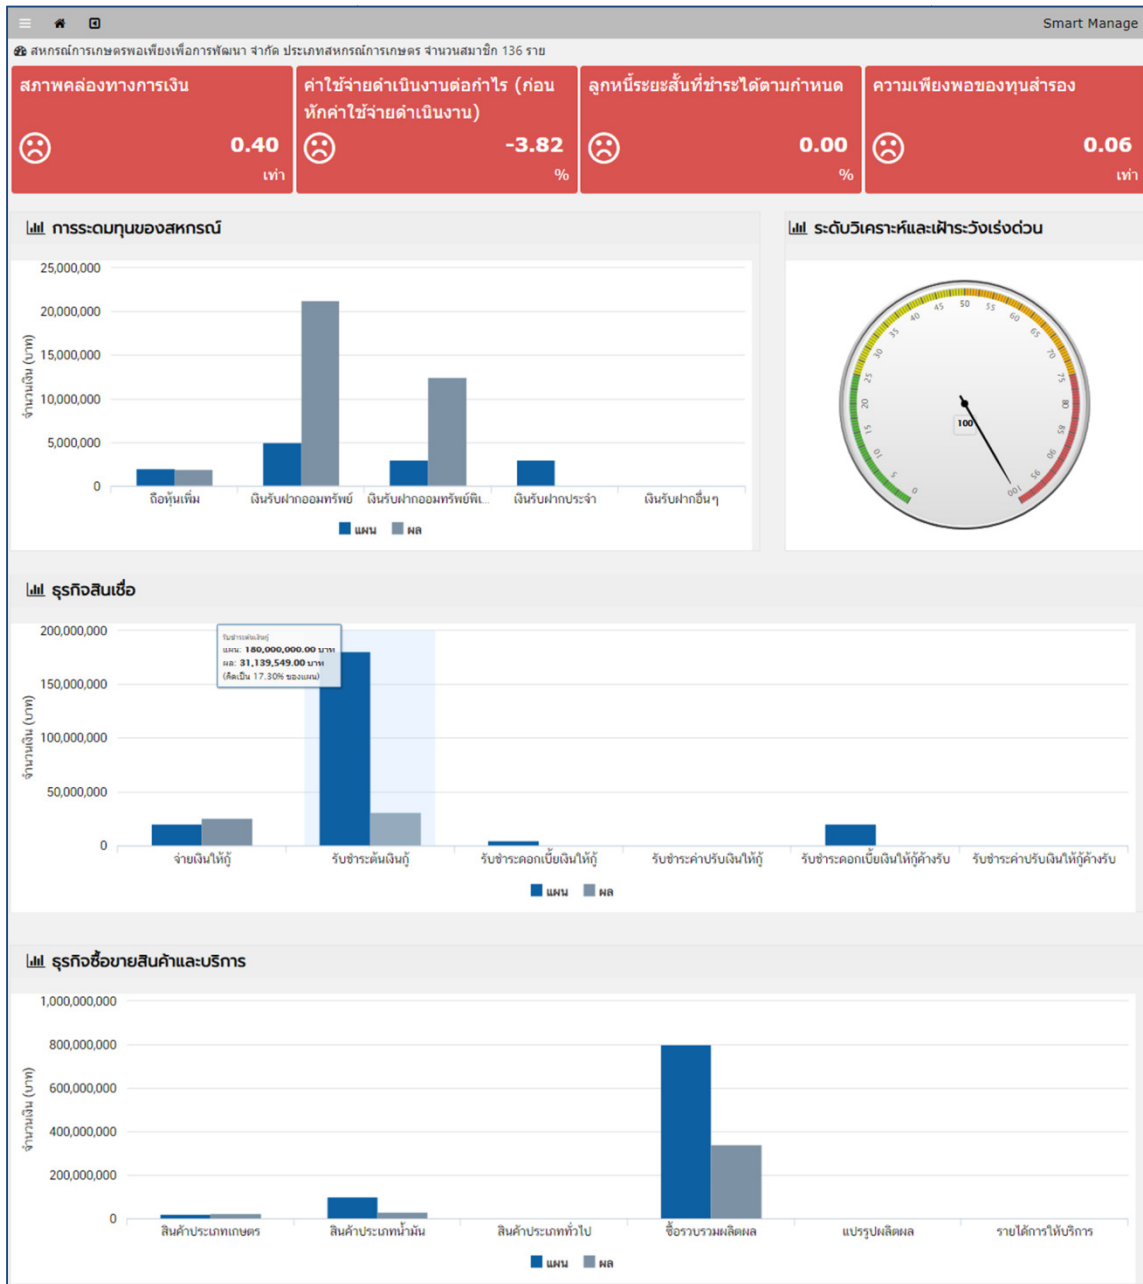 Smart Manage
สหกรณ์การเกษตรพอเพียงเพื่อการพัฒนา จำกัด ประเภทสหกรณ์การเกษตร จำนวนสมาชิก 136 ราย
สภาพคล่องทางการเงิน
0.40
เท่า
ค่าใช้จ่ายดำเนินงานต่อกำไร (ก่อน
หักค่าใช้จ่ายดำเนินงาน)
-3.82
%
ลูกหนี้ระยะสั้นที่ชำระได้ตามกำหนด
0.00
%
ความเพียงพอของทุนสำรอง
0.06
เท่า
การระดมทุนของสหกรณ์
จำนวนเงิน (บาท)
25,000,000
20,000,000
15,000,000
10,000,000
5,000,000
0
ถือหุ้นเพิ่ม เงินรับฝากออมทรัพย์ เงินรับฝากออมทรัพย์พิเ... เงินรับฝากประจำ เงินรับฝากอื่นๆ
แผน ผล
ระดับวิเคราะห์และเฝ้าระวังเร่งด่วน
0 5 10 15 20 25 30 35 40 45 50 55 60 65 70 75 80 85 90 95 100
100
ธุรกิจสินเชื่อ
จำนวนเงิน (บาท)
200,000,000
150,000,000
100,000,000
50,000,000
0
รับชำระต้นเงินกู้
แผน: 180,000,000.00 บาท
ผล: 31,139,549.00 บาท
(คิดเป็น 17.30% ของแผน)
จ่ายเงินให้กู้ รับชำระต้นเงินกู้ รับชำระดอกเบี้ยเงินให้กู้ รับชำระค่าปรับเงินให้กู้ รับชำระดอกเบี้ยเงินให้กู้ค้างรับ รับชำระค่าปรับเงินให้กู้ค้างรับ
แผน ผล
ธุรกิจซื้อขายสินค้าและบริการ
จำนวนเงิน (บาท)
1,000,000,000
800,000,000
600,000,000
400,000,000
200,000,000
0
สินค้าประเภทเกษตร สินค้าประเภทน้ำมัน สินค้าประเภททั่วไป ซื้อรวบรวมผลิตผล แปรรูปผลิตผล รายได้การให้บริการ
แผน ผล